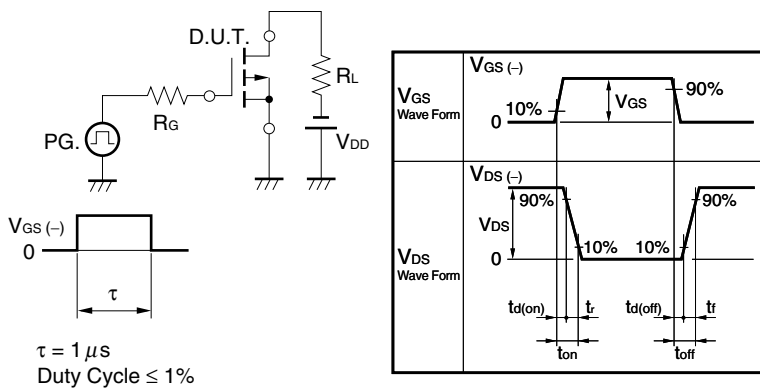 D.U.T.
RL
RG
PG.
VDD
VGS (−)
0
τ
τ = 1 μs
Duty Cycle ≤ 1%
VGS
Wave Form
VGS (−)
10%
0
VGS
90%
VDS
Wave Form
VDS (−)
90%
VDS
0
10%
10%
90%
td(on)
tr
td(off)
tf
ton
toff